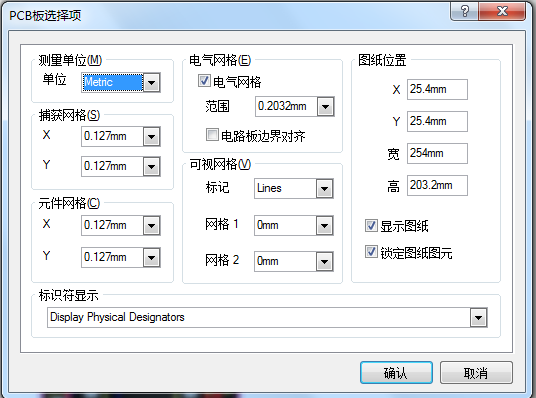 PCB板选择项
测量单位(M)
单位 Metric
捕获网格(S)
X 0.127mm
Y 0.127mm
元件网格(C)
X 0.127mm
Y 0.127mm
电气网格(E)
电气网格
范围 0.2032mm
电路板边界对齐
可视网格(V)
标记 Lines
网格 1 0mm
网格 2 0mm
图纸位置
X 25.4mm
Y 25.4mm
宽 254mm
高 203.2mm
显示图纸
锁定图纸图元
标识符显示
Display Physical Designators
确认 取消